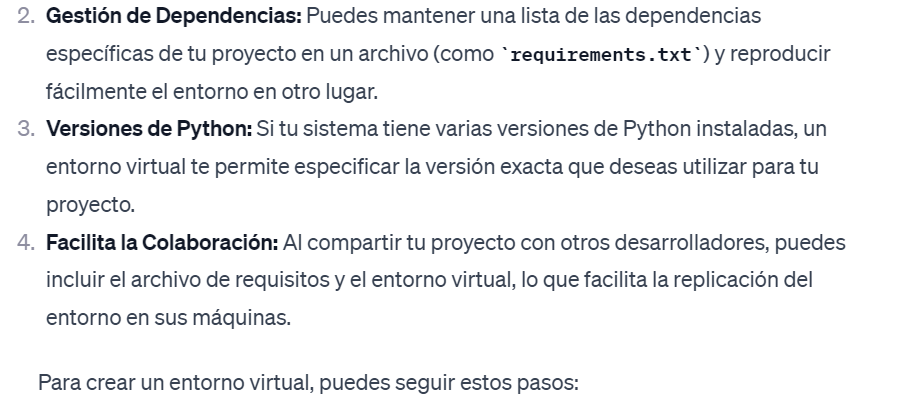 2. Gestión de Dependencias: Puedes mantener una lista de las dependencias
específicas de tu proyecto en un archivo (como `requirements.txt`) y reproducir
fácilmente el entorno en otro lugar.
3. Versiones de Python: Si tu sistema tiene varias versiones de Python instaladas, un
entorno virtual te permite especificar la versión exacta que deseas utilizar para tu
proyecto.
4. Facilita la Colaboración: Al compartir tu proyecto con otros desarrolladores, puedes
incluir el archivo de requisitos y el entorno virtual, lo que facilita la replicación del
entorno en sus máquinas.
Para crear un entorno virtual, puedes seguir estos pasos: